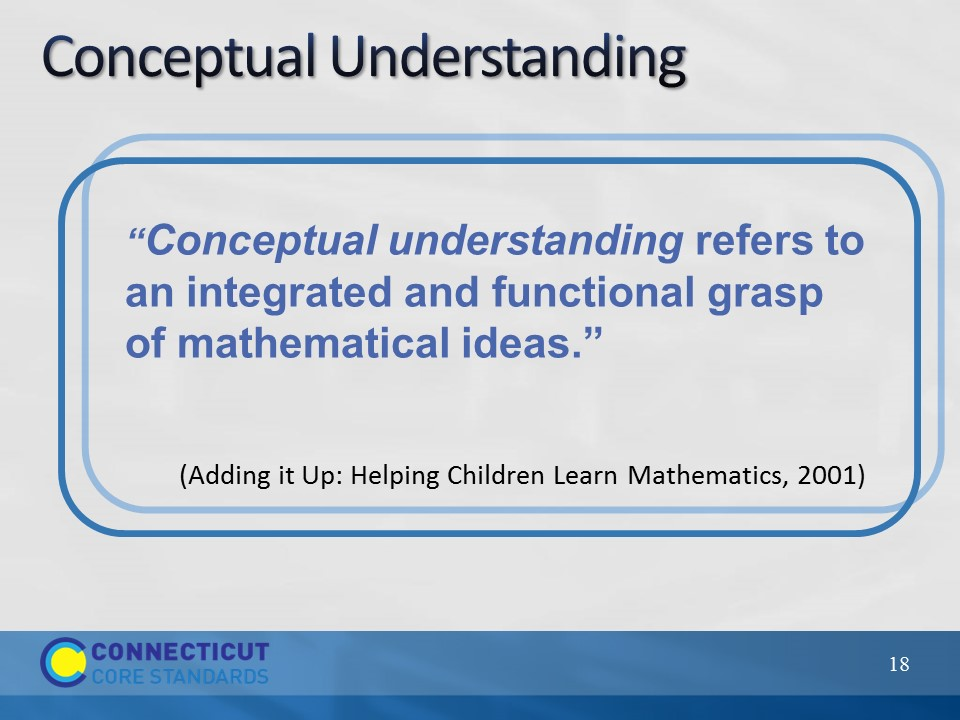 Conceptual Understanding
“Conceptual understanding refers to
an integrated and functional grasp
of mathematical ideas.”
(Adding it Up: Helping Children Learn Mathematics, 2001)
CONNECTICUT
CORE STANDARDS
18